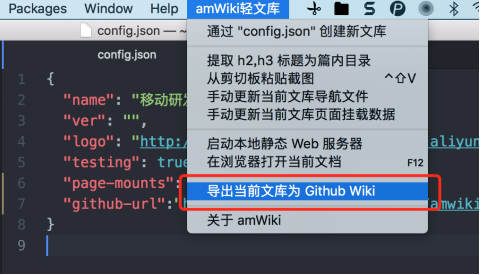 Packages Window Help amWiki轻文库
config.json —
config.json
通过 "config.json" 创建新文库
提取 h2,h3 标题为篇内目录
从剪切板粘贴截图 ^⇧V
手动更新当前文库导航文件
手动更新当前文库页面挂载数据
启动本地静态 Web 服务器
在浏览器打开当前文档 F12
导出当前文库为 Github Wiki
关于 amWiki
1 {
2 "name": "移动研发
3 "ver": "",
4 "logo": "http: aliyun
5 "testing": true
6 "page-mounts":
7 "github-url": amwiki
8 }
9